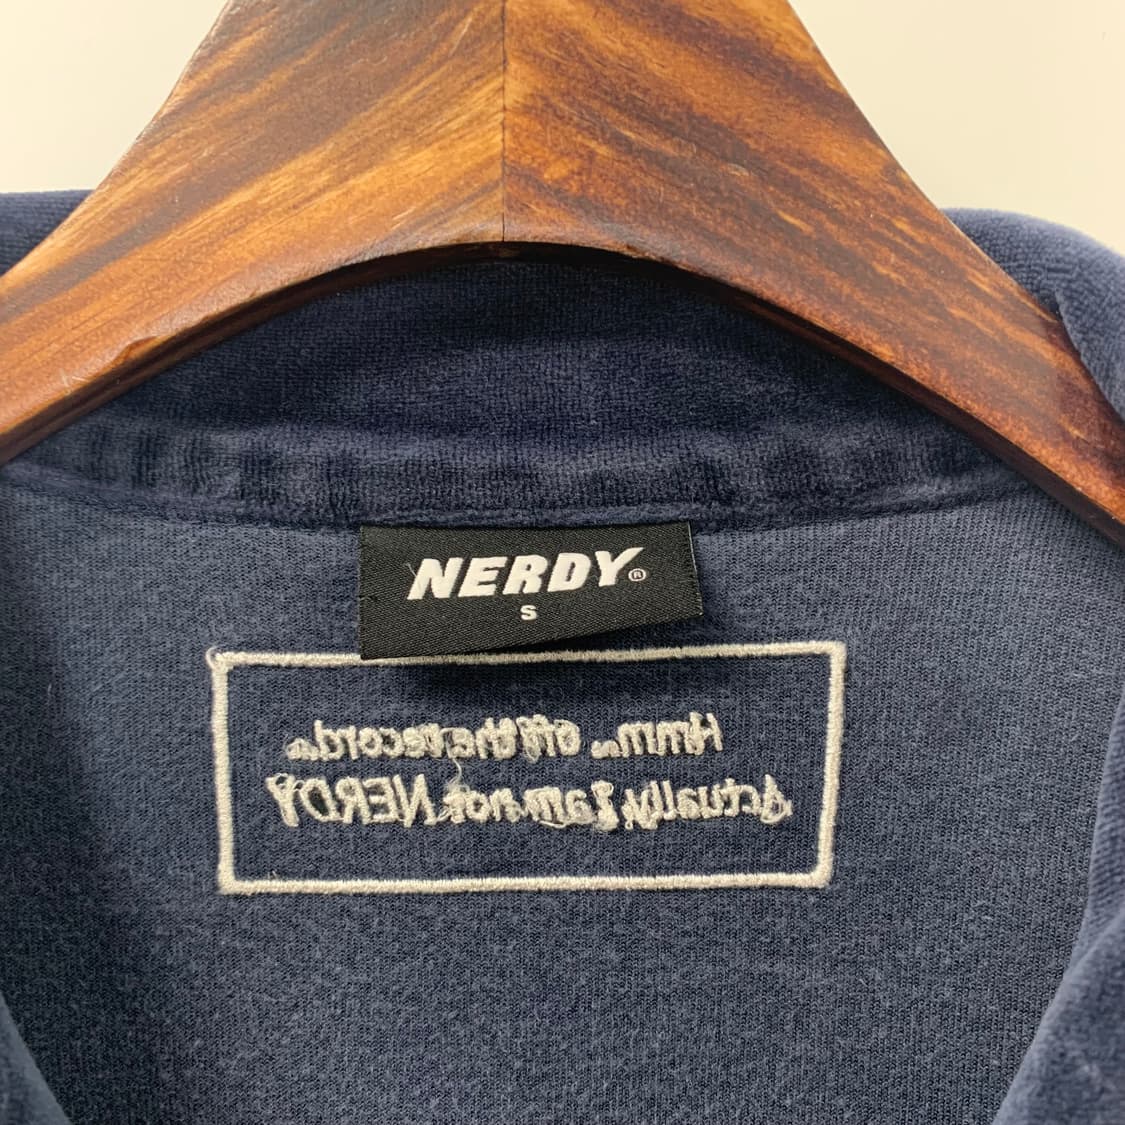 NERDY®
S
Hmm.. off the record..
Actually, I am not NERDY